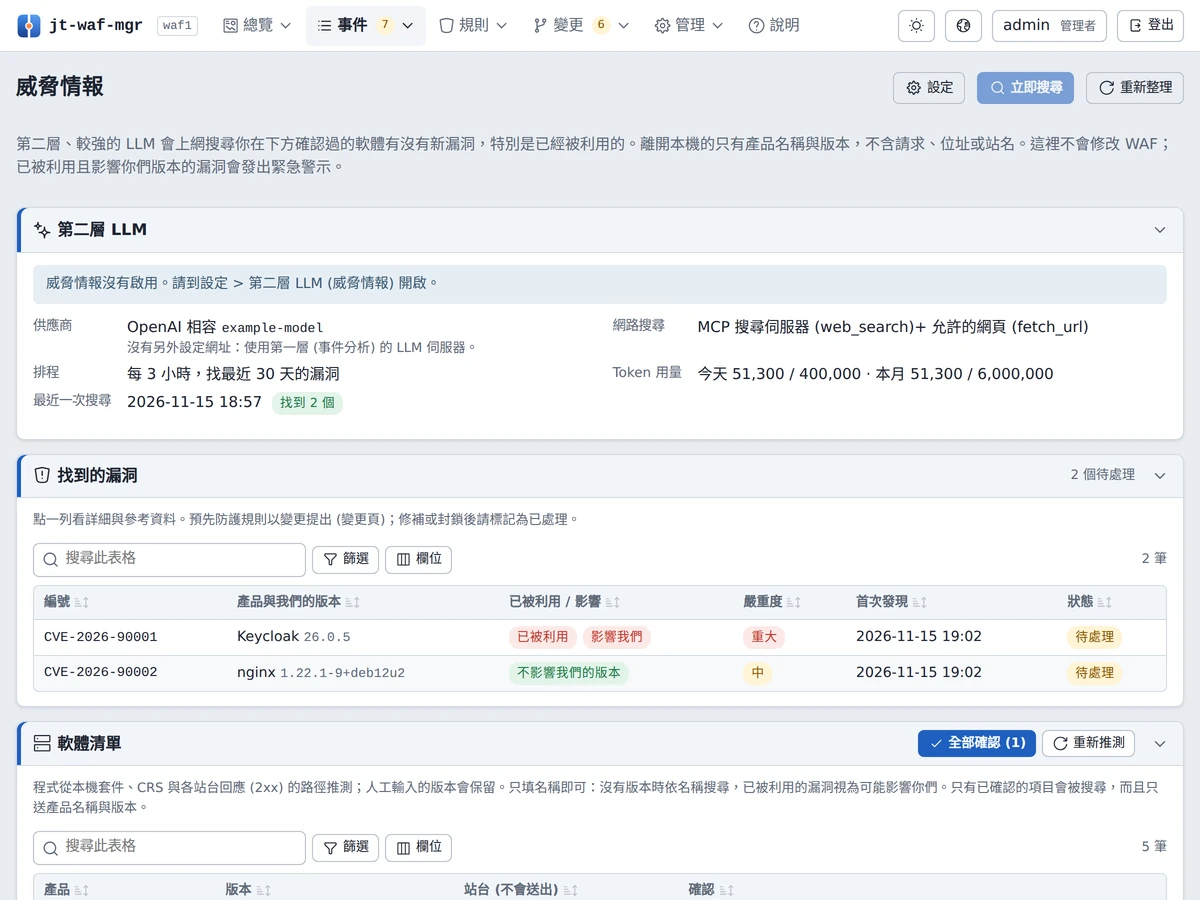 jt-waf-mgr waf1 總覽 事件 7 規則 變更 6 管理 說明 admin 管理者 登出
威脅情報 設定 立即搜尋 重新整理
第二層、較強的 LLM 會上網搜尋你在下方確認過的軟體有沒有新漏洞，特別是已經被利用的。離開本機的只有產品名稱與版本，不含請求、位址或站名。這裡不會修改 WAF；
已被利用且影響你們版本的漏洞會發出緊急警示。
第二層 LLM
威脅情報沒有啟用。請到設定 > 第二層 LLM (威脅情報) 開啟。
供應商 OpenAI 相容 example-model 網路搜尋 MCP 搜尋伺服器 (web_search)+ 允許的網頁 (fetch_url)
沒有另外設定網址：使用第一層 (事件分析) 的 LLM 伺服器。
排程 每 3 小時，找最近 30 天的漏洞 Token 用量 今天 51,300 / 400,000 · 本月 51,300 / 6,000,000
最近一次搜尋 2026-11-15 18:57 找到 2 個
找到的漏洞 2 個待處理
點一列看詳細與參考資料。預先防護規則以變更提出 (變更頁)；修補或封鎖後請標記為已處理。
搜尋此表格 篩選 欄位 2 筆
編號 產品與我們的版本 已被利用 / 影響 嚴重度 首次發現 狀態
CVE-2026-90001 Keycloak 26.0.5 已被利用 影響我們 重大 2026-11-15 19:02 待處理
CVE-2026-90002 nginx 1.22.1-9+deb12u2 不影響我們的版本 中 2026-11-15 19:02 待處理
軟體清單 全部確認 (1) 重新推測
程式從本機套件、CRS 與各站台回應 (2xx) 的路徑推測；人工輸入的版本會保留。只填名稱即可：沒有版本時依名稱搜尋，已被利用的漏洞視為可能影響你們。只有已確認的項目會被搜尋，而且只
送產品名稱與版本。
搜尋此表格 篩選 欄位 5 筆
產品 版本 站台 (不會送出) 確認